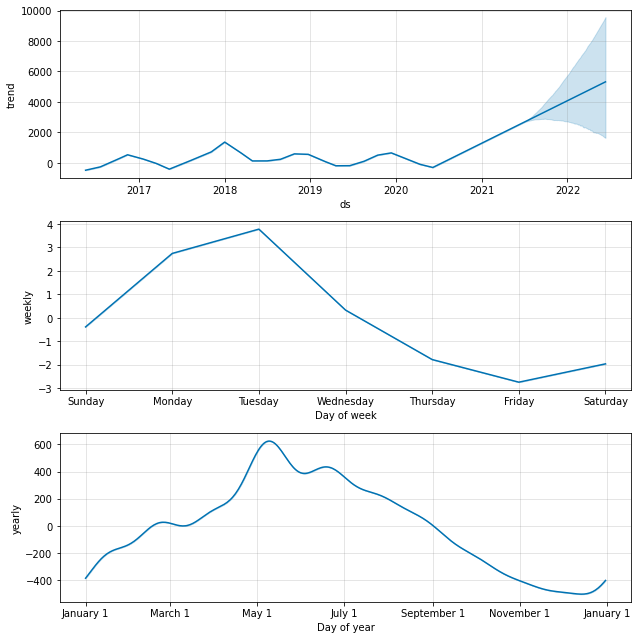 10000
8000
6000
4000
2000
0
trend
2017 2018 2019 2020 2021 2022
ds
4
3
2
1
0
−1
−2
−3
weekly
Sunday Monday Tuesday Wednesday Thursday Friday Saturday
Day of week
600
400
200
0
−200
−400
yearly
January 1 March 1 May 1 July 1 September 1 November 1 January 1
Day of year